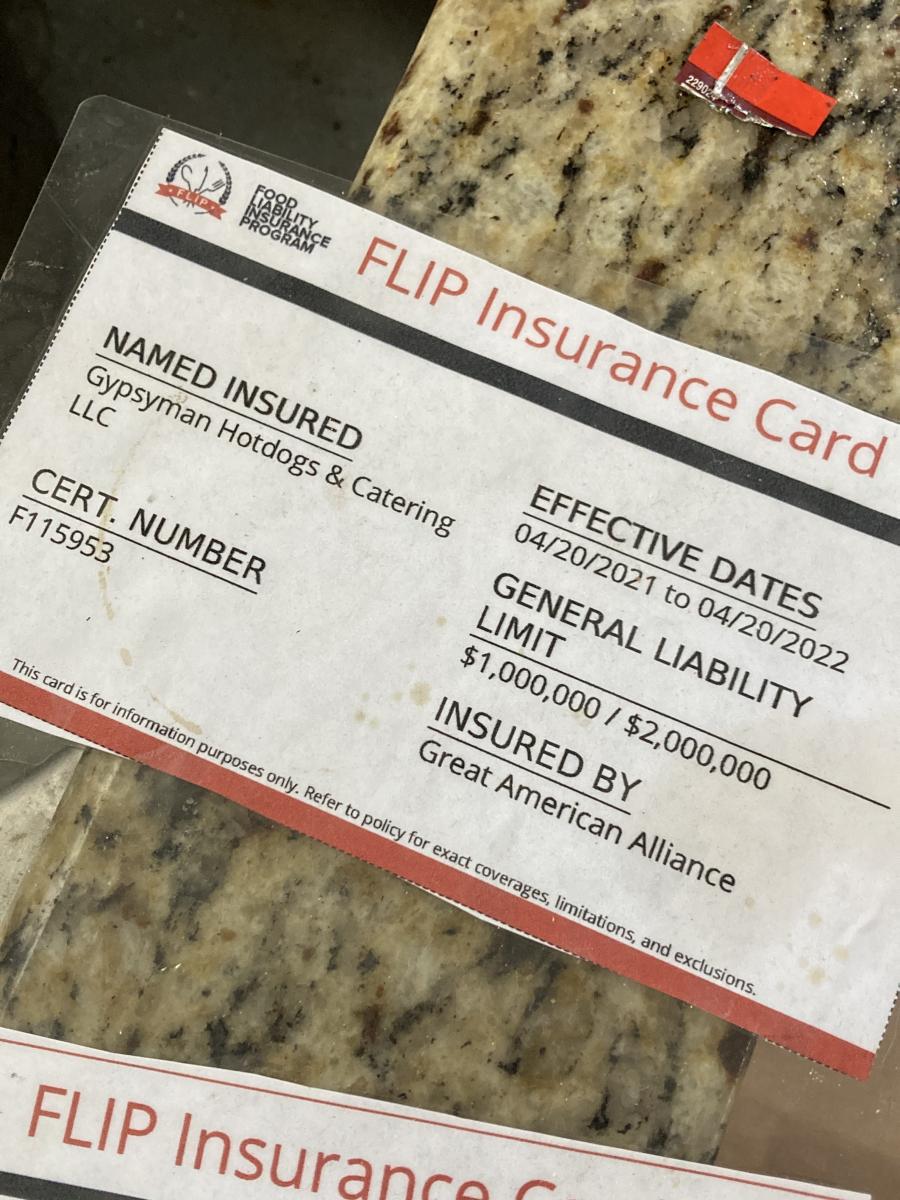 FLIP
FOOD
LIABILITY
INSURANCE
PROGRAM
FLIP Insurance Card
NAMED INSURED
Gypsyman Hotdogs & Catering
LLC
CERT. NUMBER
F115953
EFFECTIVE DATES
04/20/2021 to 04/20/2022
GENERAL LIABILITY
LIMIT
$1,000,000 / $2,000,000
INSURED BY
Great American Alliance
This card is for information purposes only. Refer to policy for exact coverages, limitations, and exclusions.
FLIP Insurance